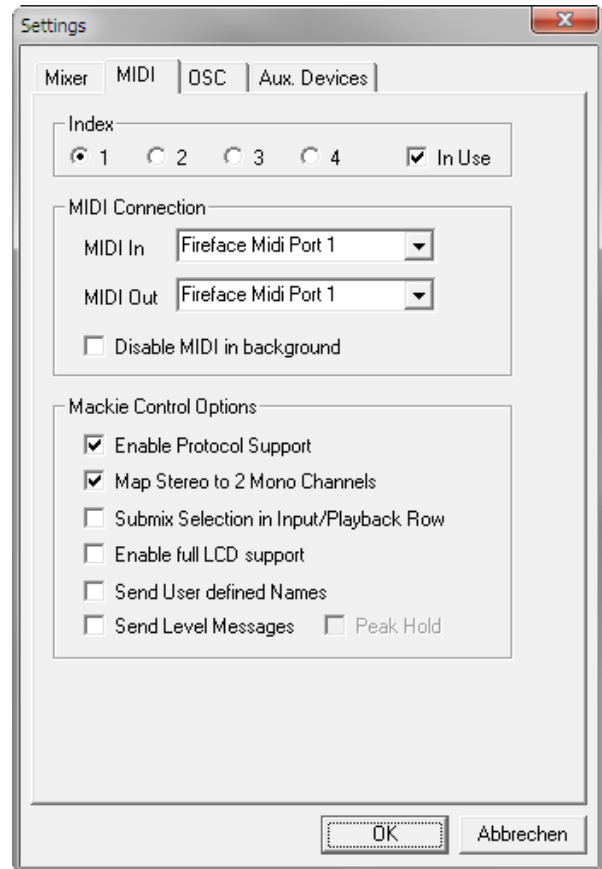 Settings
Mixer MIDI OSC Aux. Devices
Index
1 2 3 4 In Use
MIDI Connection
MIDI In Fireface Midi Port 1
MIDI Out Fireface Midi Port 1
Disable MIDI in background
Mackie Control Options
Enable Protocol Support
Map Stereo to 2 Mono Channels
Submix Selection in Input/Playback Row
Enable full LCD support
Send User defined Names
Send Level Messages Peak Hold
OK Abbrechen